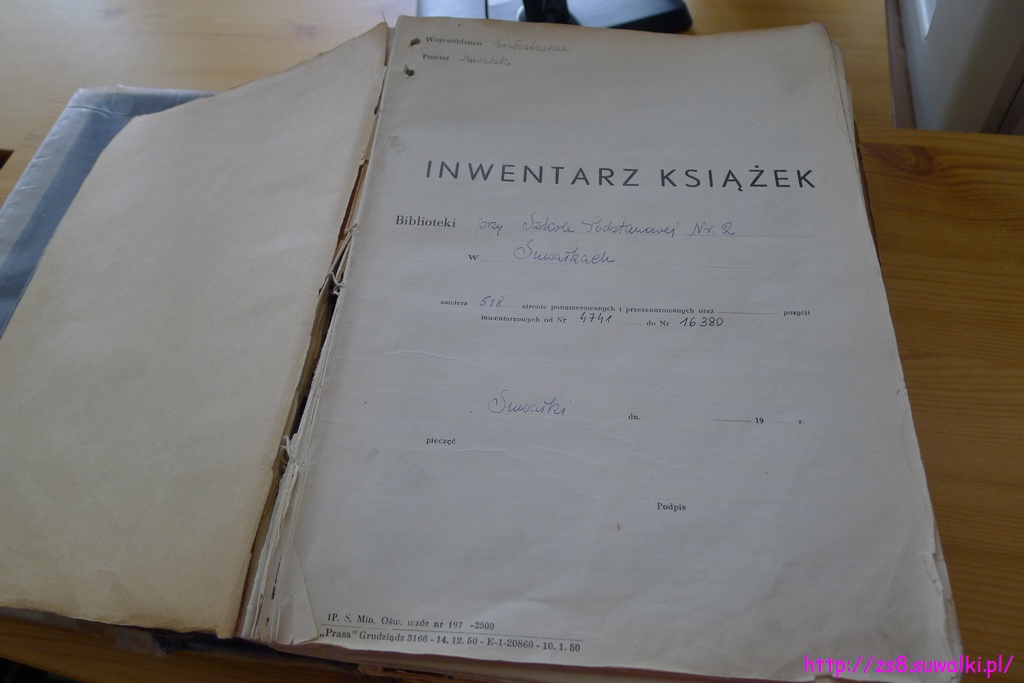 Województwo białostockie
Powiat suwalski
INWENTARZ KSIĄŻEK
Biblioteki przy Szkole Podstawowej Nr 2
w Suwałkach
zawiera 518 stronic ponumerowanych i przesznurowanych oraz pozycji
inwentarzowych od Nr 4741 do Nr 16380
Suwałki dn. 19 r.
pieczęć
Podpis
IP. S. Min. Ośw. wzór nr 197 -2500
„Prasa" Grudziądz 3166 - 14. 12. 50 - E-1-20860 - 10. 1. 50
http://zs8.suwalki.pl/